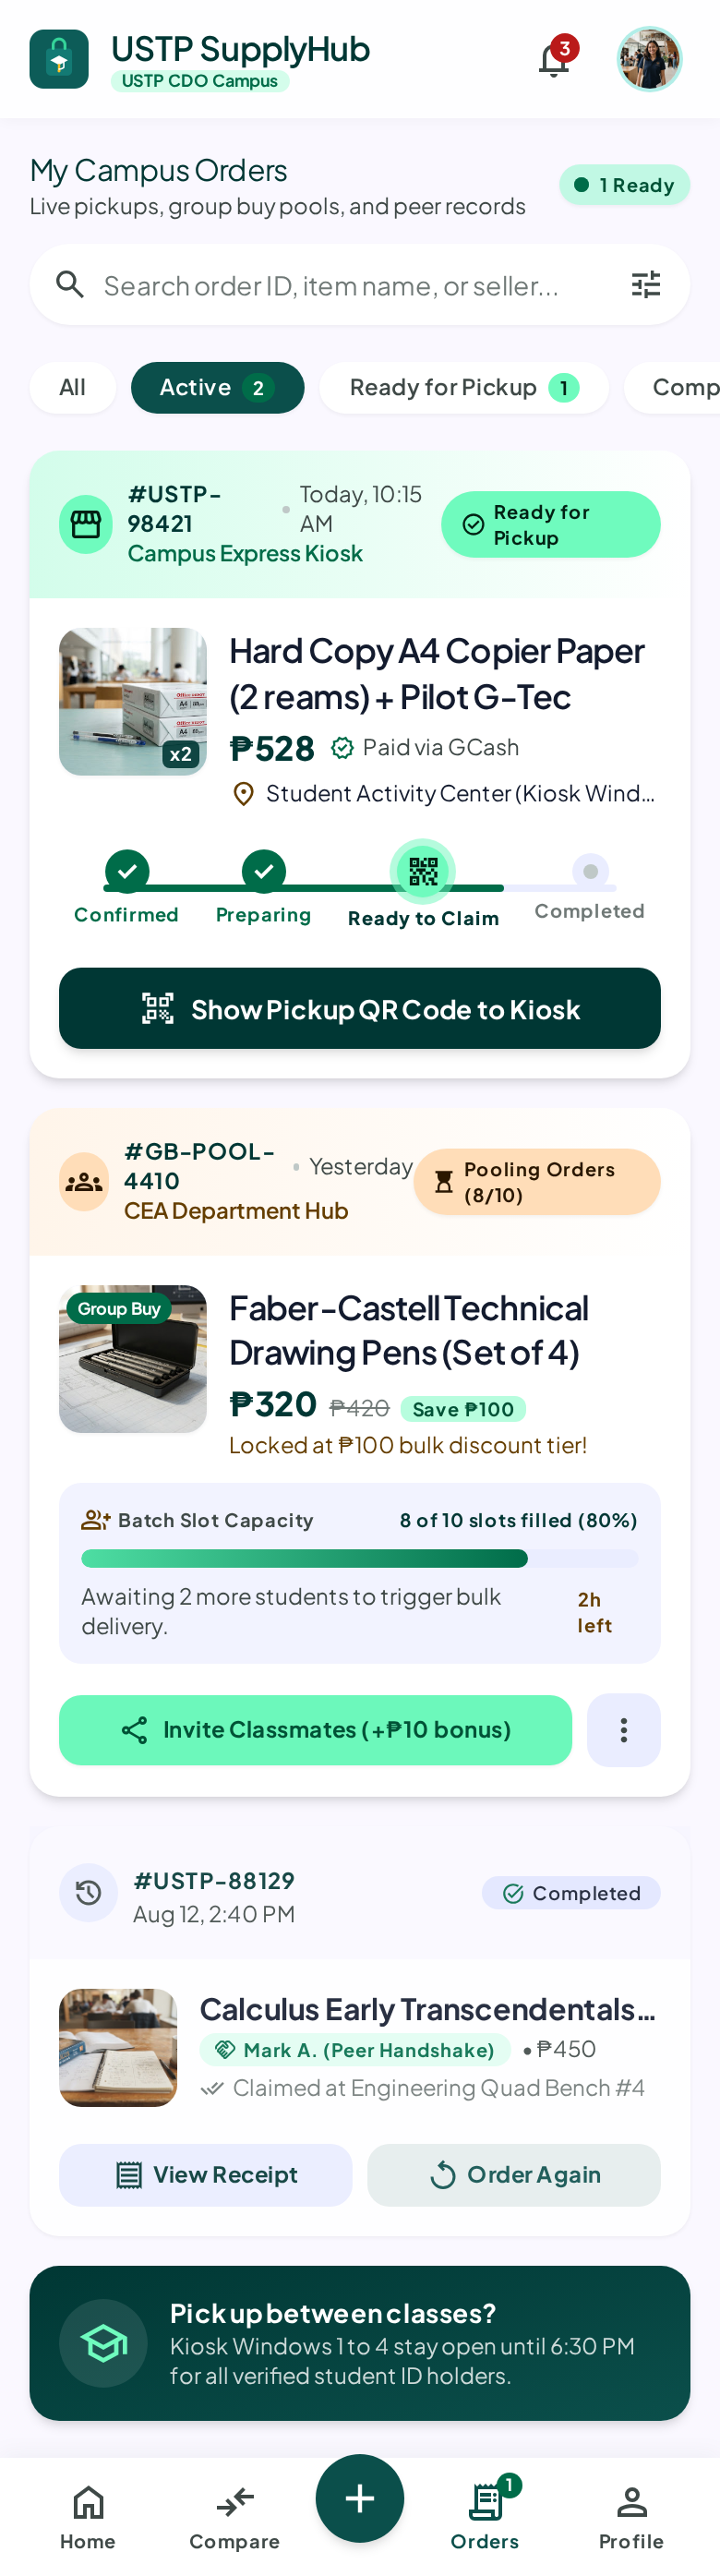 USTP SupplyHub
USTP CDO Campus
3
My Campus Orders
Live pickups, group buy pools, and peer records
1 Ready
Search order ID, item name, or seller...
All
Active 2
Ready for Pickup 1
Comp
#USTP-
98421
• Today, 10:15
AM
Campus Express Kiosk
Ready for
Pickup
x2
Hard Copy A4 Copier Paper
(2 reams) + Pilot G-Tec
₱528 Paid via GCash
Student Activity Center (Kiosk Wind...
Confirmed
Preparing
Ready to Claim
Completed
Show Pickup QR Code to Kiosk
#GB-POOL-
4410
• Yesterday
CEA Department Hub
Pooling Orders
(8/10)
Group Buy
Faber-Castell Technical
Drawing Pens (Set of 4)
₱320 ₱420 Save ₱100
Locked at ₱100 bulk discount tier!
Batch Slot Capacity
8 of 10 slots filled (80%)
Awaiting 2 more students to trigger bulk
delivery.
2h
left
Invite Classmates (+₱10 bonus)
#USTP-88129
Aug 12, 2:40 PM
Completed
Calculus Early Transcendentals...
Mark A. (Peer Handshake) • ₱450
Claimed at Engineering Quad Bench #4
View Receipt
Order Again
Pick up between classes?
Kiosk Windows 1 to 4 stay open until 6:30 PM
for all verified student ID holders.
Home
Compare
1
Orders
Profile